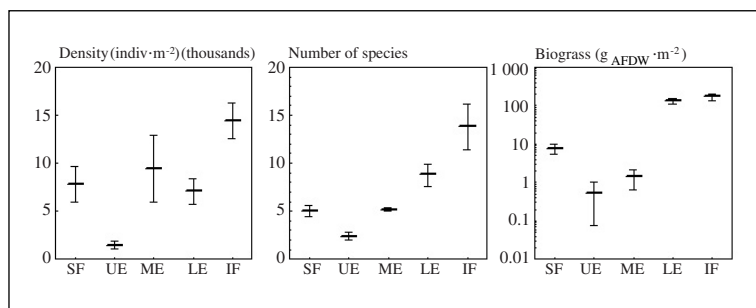 Density (indiv·m⁻²) (thousands)
20
15
10
5
0
SF UE ME LE IF
Number of species
20
15
10
5
0
SF UE ME LE IF
Biograss (g AFDW ·m⁻²)
1 000
100
10
1
0.1
0.01
SF UE ME LE IF